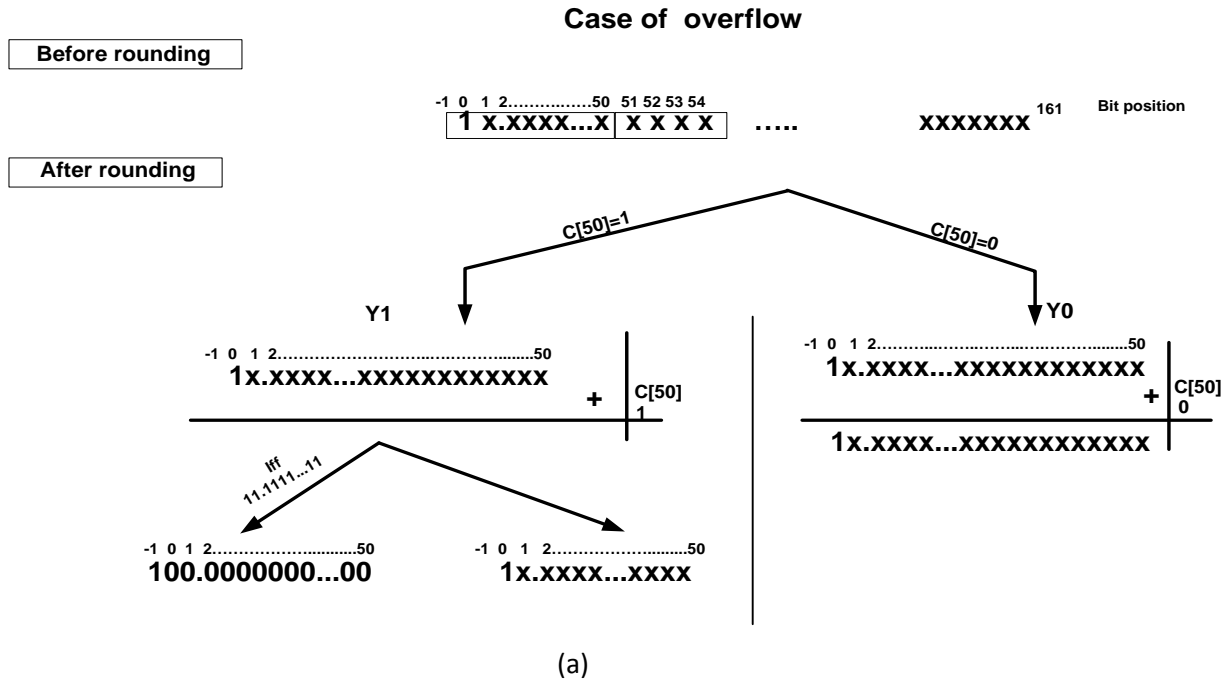 Case of overflow
Before rounding
-1 0 1 2................50 51 52 53 54
1 x.xxxx...x x x x x ..... xxxxxxx 161 Bit position
After rounding
C[50]=1
C[50]=0
Y1
Y0
-1 0 1 2...........................................50
1x.xxxx...xxxxxxxxxxxx
+ C[50]
1
-1 0 1 2...........................................50
1x.xxxx...xxxxxxxxxxxx
+ C[50]
0
1x.xxxx...xxxxxxxxxxxx
Iff
11.1111...11
-1 0 1 2.............................50
100.0000000...00
-1 0 1 2...........................50
1x.xxxx...xxxx
(a)